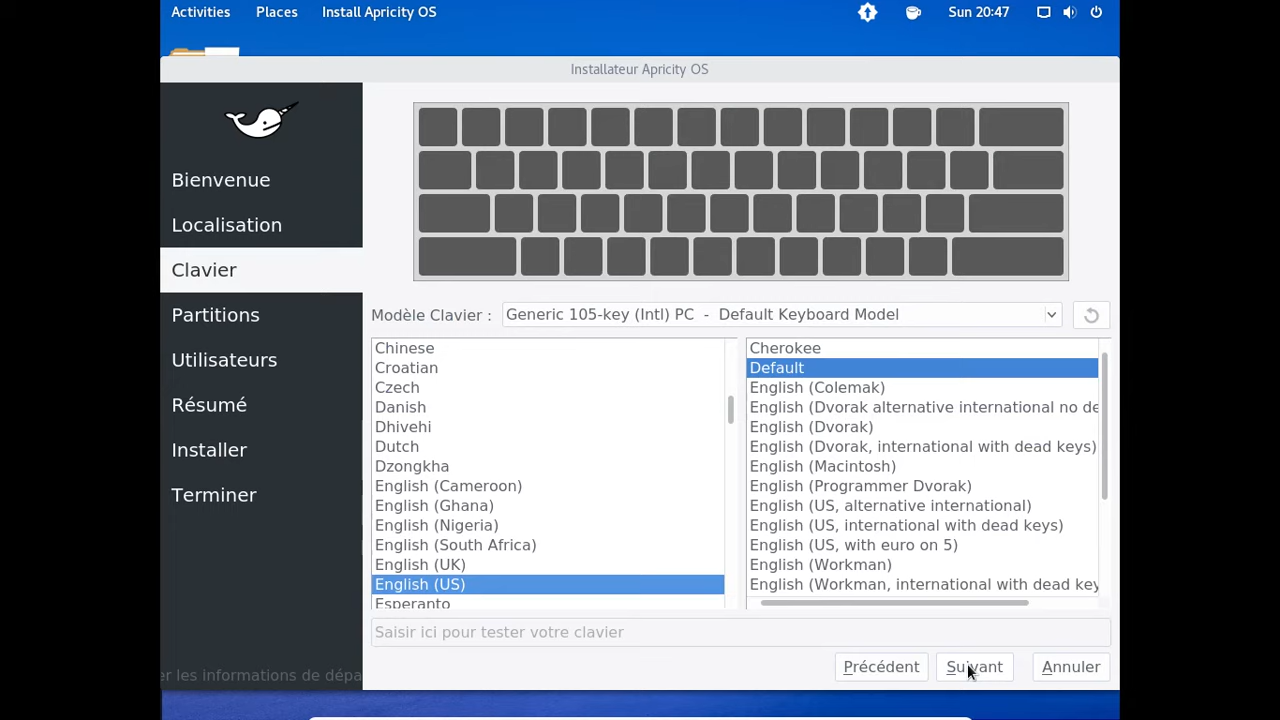 Activities Places Install Apricity OS Sun 20:47
Installateur Apricity OS
Bienvenue
Localisation
Clavier
Partitions
Utilisateurs
Résumé
Installer
Terminer
er les informations de dépa
Modèle Clavier : Generic 105-key (Intl) PC - Default Keyboard Model
Chinese
Croatian
Czech
Danish
Dhivehi
Dutch
Dzongkha
English (Cameroon)
English (Ghana)
English (Nigeria)
English (South Africa)
English (UK)
English (US)
Esperanto
Cherokee
Default
English (Colemak)
English (Dvorak alternative international no de
English (Dvorak)
English (Dvorak, international with dead keys)
English (Macintosh)
English (Programmer Dvorak)
English (US, alternative international)
English (US, international with dead keys)
English (US, with euro on 5)
English (Workman)
English (Workman, international with dead key
Saisir ici pour tester votre clavier
Précédent Suivant Annuler